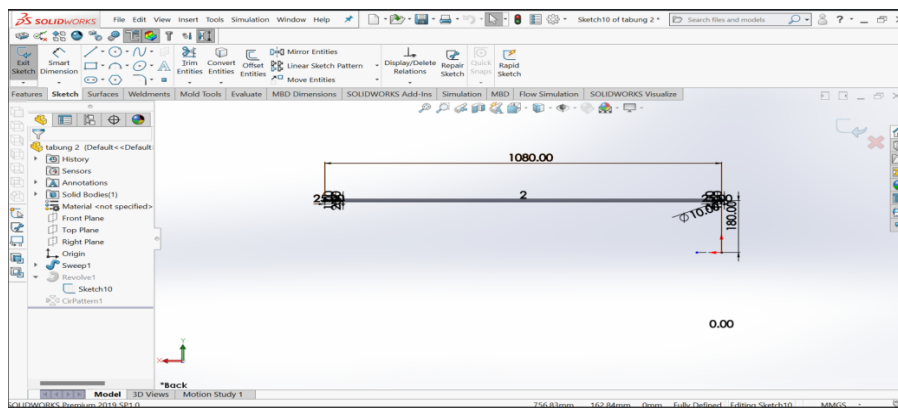 SOLIDWORKS File Edit View Insert Tools Simulation Window Help Sketch10 of tabung 2 * Search files and models
Exit Sketch Smart Dimension Trim Entities Convert Entities Offset Entities Mirror Entities Linear Sketch Pattern Move Entities Display/Delete Relations Repair Sketch Quick Snaps Rapid Sketch
Features Sketch Surfaces Weldments Mold Tools Evaluate MBD Dimensions SOLIDWORKS Add-Ins Simulation MBD Flow Simulation SOLIDWORKS Visualize
tabung 2 (Default<<Default
History
Sensors
Annotations
Solid Bodies(1)
Material <not specified>
Front Plane
Top Plane
Right Plane
Origin
Sweep1
Revolve1
Sketch10
CirPattern1
1080.00
2
180.00
0.00
Y
X
*Back
Model 3D Views Motion Study 1
SOLIDWORKS Premium 2019 SP1.0 756.83mm 162.84mm 0mm Fully Defined Editing Sketch10 MMGS